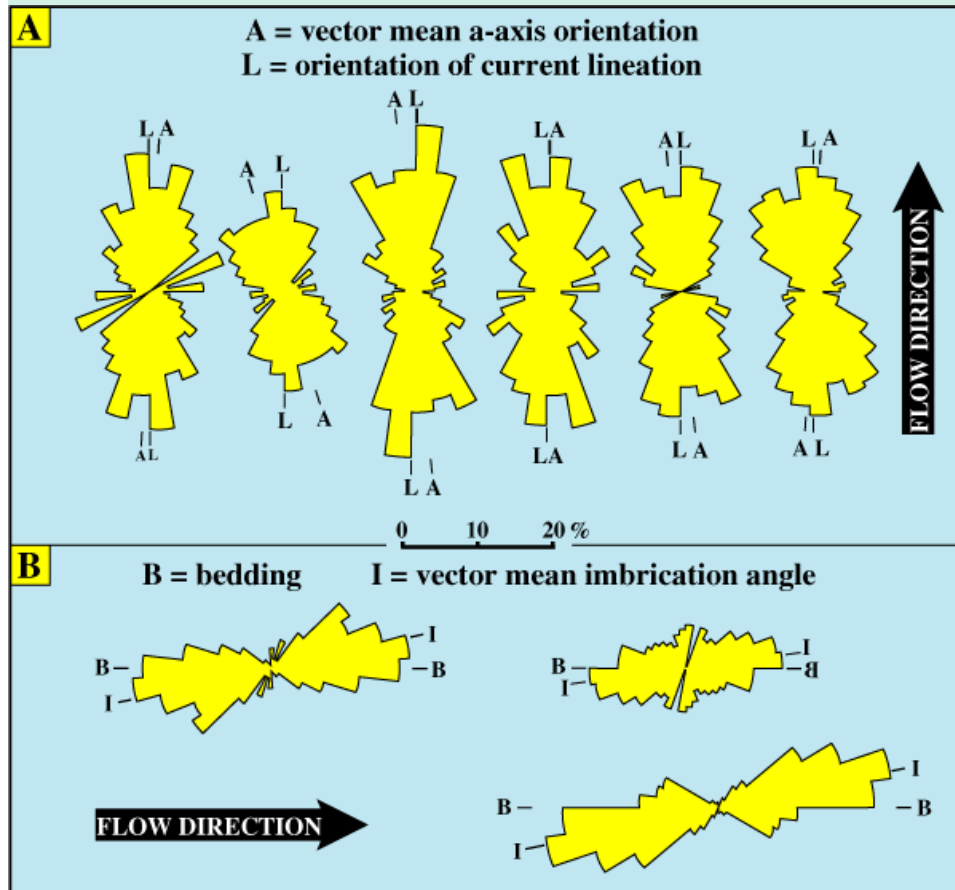 A
A = vector mean a-axis orientation
L = orientation of current lineation
L A
A L
A L
LA
A L
L A
A L
L A
L A
LA
L A
A L
FLOW DIRECTION
0 10 20 %
B
B = bedding I = vector mean imbrication angle
B I B I
B I B I
B I B I
FLOW DIRECTION